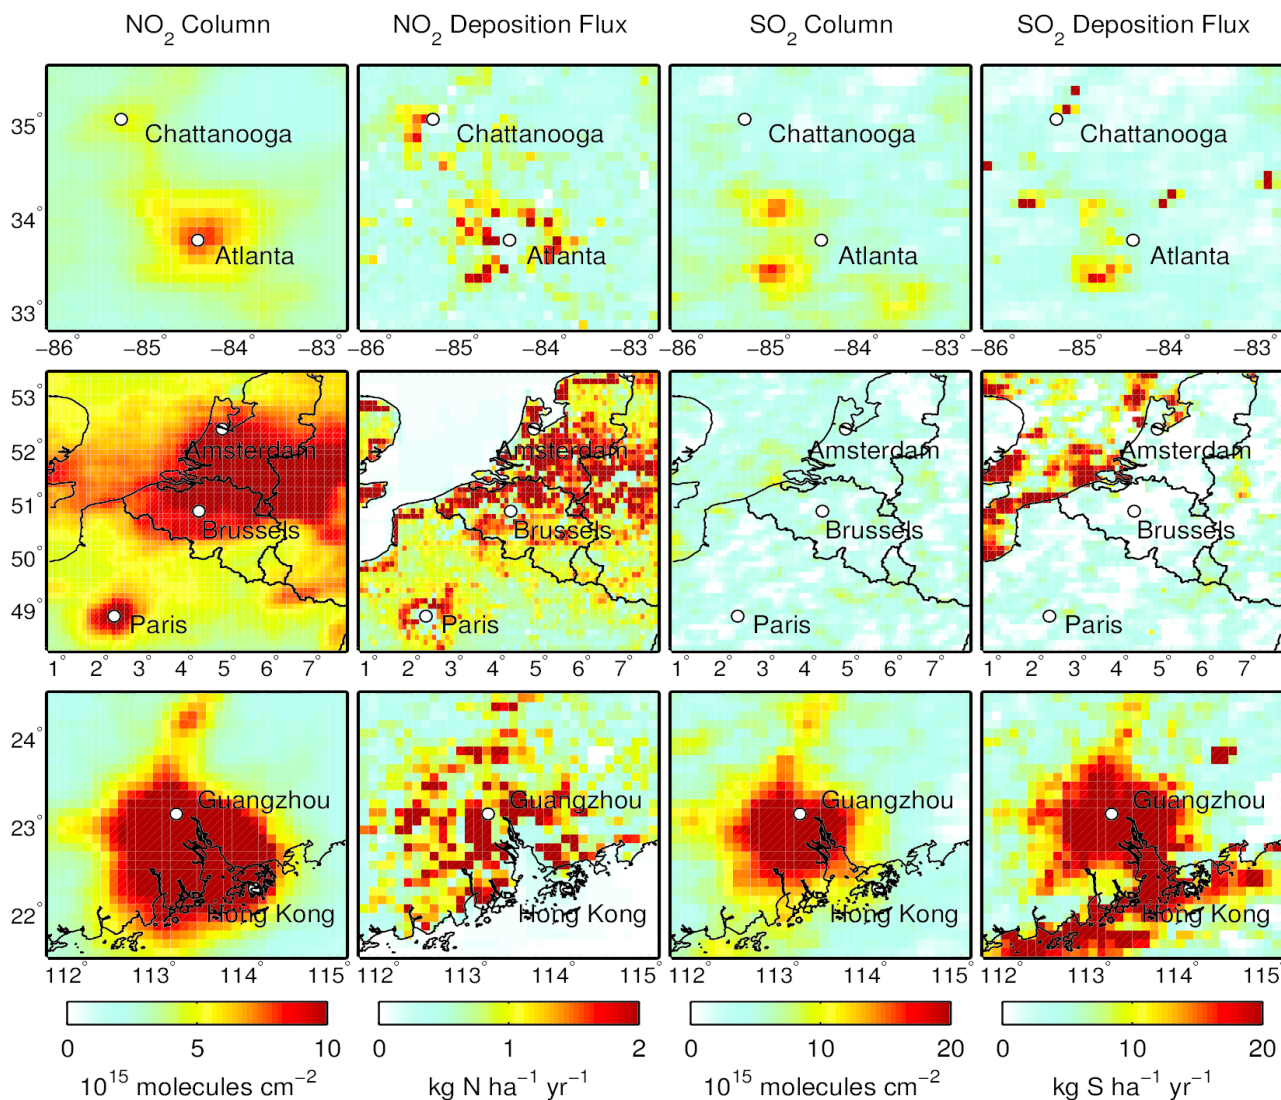 NO2 Column NO2 Deposition Flux SO2 Column SO2 Deposition Flux
35° Chattanooga Chattanooga Chattanooga Chattanooga
34°
Atlanta Atlanta Atlanta Atlanta
33°
−86° −85° −84° −83° −86° −85° −84° −83° −86° −85° −84° −83° −86° −85° −84° −83°
53°
52° Amsterdam Amsterdam Amsterdam Amsterdam
51°
Brussels Brussels Brussels Brussels
50°
49° Paris Paris Paris Paris
1° 2° 3° 4° 5° 6° 7° 1° 2° 3° 4° 5° 6° 7° 1° 2° 3° 4° 5° 6° 7° 1° 2° 3° 4° 5° 6° 7°
24°
Guangzhou Guangzhou Guangzhou Guangzhou
23°
22° Hong Kong Hong Kong Hong Kong Hong Kong
112° 113° 114° 115° 112° 113° 114° 115° 112° 113° 114° 115° 112° 113° 114° 115°
0 5 10 0 1 2 0 10 20 0 10 20
10^15 molecules cm^−2 kg N ha^−1 yr^−1 10^15 molecules cm^−2 kg S ha^−1 yr^−1